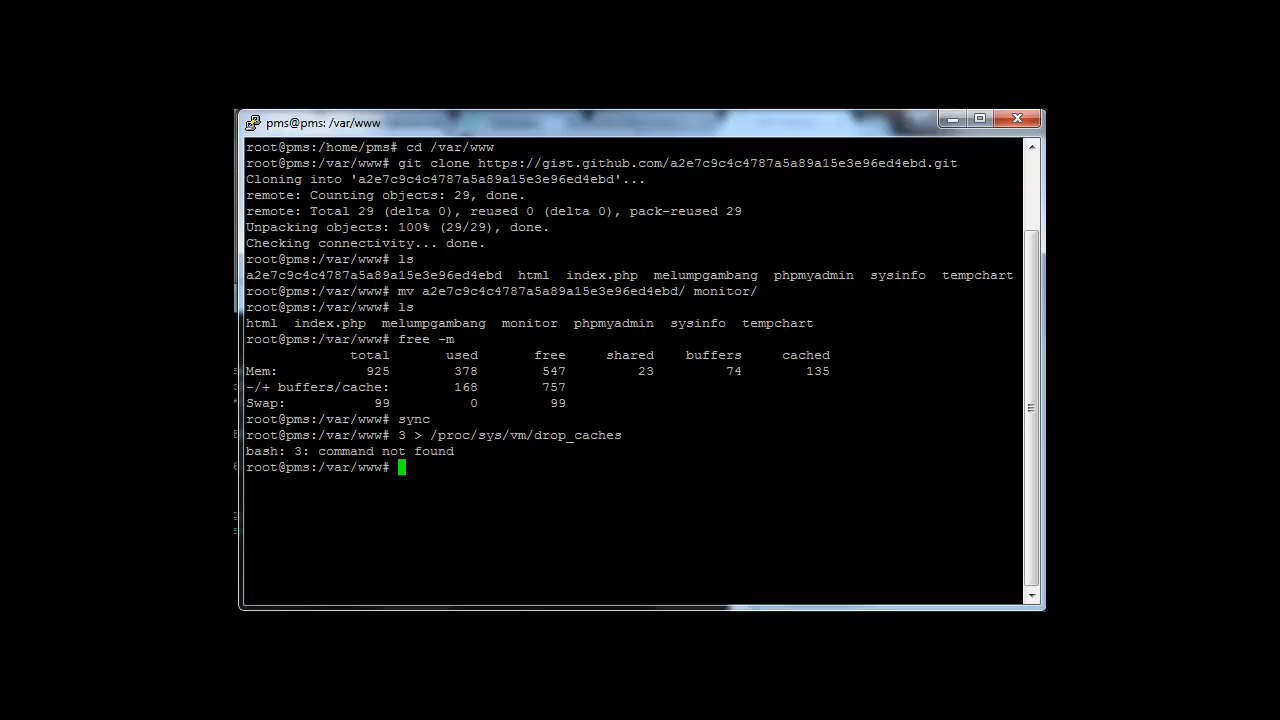 pms@pms: /var/www
root@pms:/home/pms# cd /var/www
root@pms:/var/www# git clone https://gist.github.com/a2e7c9c4c4787a5a89a15e3e96ed4ebd.git
Cloning into 'a2e7c9c4c4787a5a89a15e3e96ed4ebd'...
remote: Counting objects: 29, done.
remote: Total 29 (delta 0), reused 0 (delta 0), pack-reused 29
Unpacking objects: 100% (29/29), done.
Checking connectivity... done.
root@pms:/var/www# ls
a2e7c9c4c4787a5a89a15e3e96ed4ebd  html  index.php  melumpgambang  phpmyadmin  sysinfo  tempchart
root@pms:/var/www# mv a2e7c9c4c4787a5a89a15e3e96ed4ebd/ monitor/
root@pms:/var/www# ls
html  index.php  melumpgambang  monitor  phpmyadmin  sysinfo  tempchart
root@pms:/var/www# free -m
             total       used       free     shared    buffers     cached
Mem:           925        378        547         23         74        135
-/+ buffers/cache:        168        757
Swap:           99          0         99
root@pms:/var/www# sync
root@pms:/var/www# 3 > /proc/sys/vm/drop_caches
bash: 3: command not found
root@pms:/var/www#